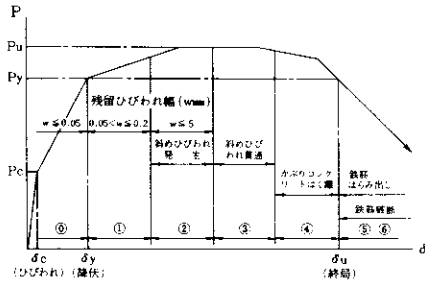 P
Pu
Py
Pc
残留ひびわれ幅(wmm)
w≦0.05
0.05<w≦0.2
w≦5
斜めひびわれ
発生
斜めひび
われ貫通
かぶりコンク
リートはく離
鉄筋
はらみ出し
鉄筋破断
⓪
①
②
③
④
⑤ ⑥
δc
δy
δu
δ
(ひびわれ)
(降伏)
(終局)